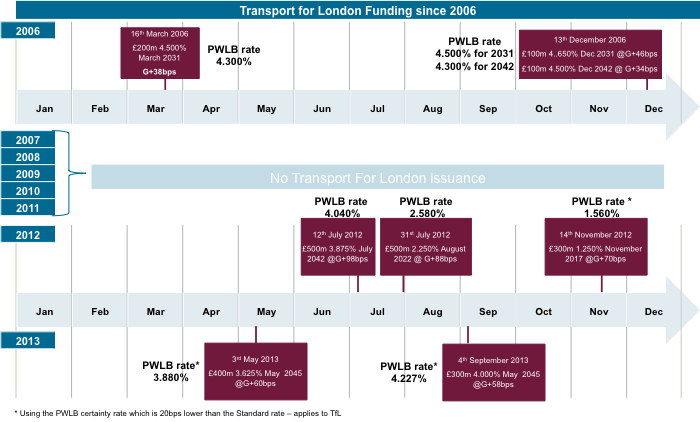 Transport for London Funding since 2006
2006
16th March 2006
£200m 4.500%
March 2031
G+38bps
PWLB rate
4.300%
PWLB rate
4.500% for 2031
4.300% for 2042
13th December 2006
£100m 4..650% Dec 2031 @G+46bps
£100m 4.500% Dec 2042 @G+34bps
Jan Feb Mar Apr May Jun Jul Aug Sep Oct Nov Dec
2007
2008
2009
2010
2011
No Transport For London issuance
2012
PWLB rate
4.040%
12th July 2012
£500m 3.875% July
2042 @G+98bps
PWLB rate
2.580%
31st July 2012
£500m 2.250% August
2022 @ G+88bps
PWLB rate *
1.560%
14th November 2012
£300m 1.250% November
2017 @G+70bps
Jan Feb Mar Apr May Jun Jul Aug Sep Oct Nov Dec
2013
PWLB rate*
3.880%
3rd May 2013
£400m 3.625% May 2045
@G+60bps
PWLB rate*
4.227%
4th September 2013
£300m 4.000% May 2045
@G+58bps
* Using the PWLB certainty rate which is 20bps lower than the Standard rate – applies to TfL